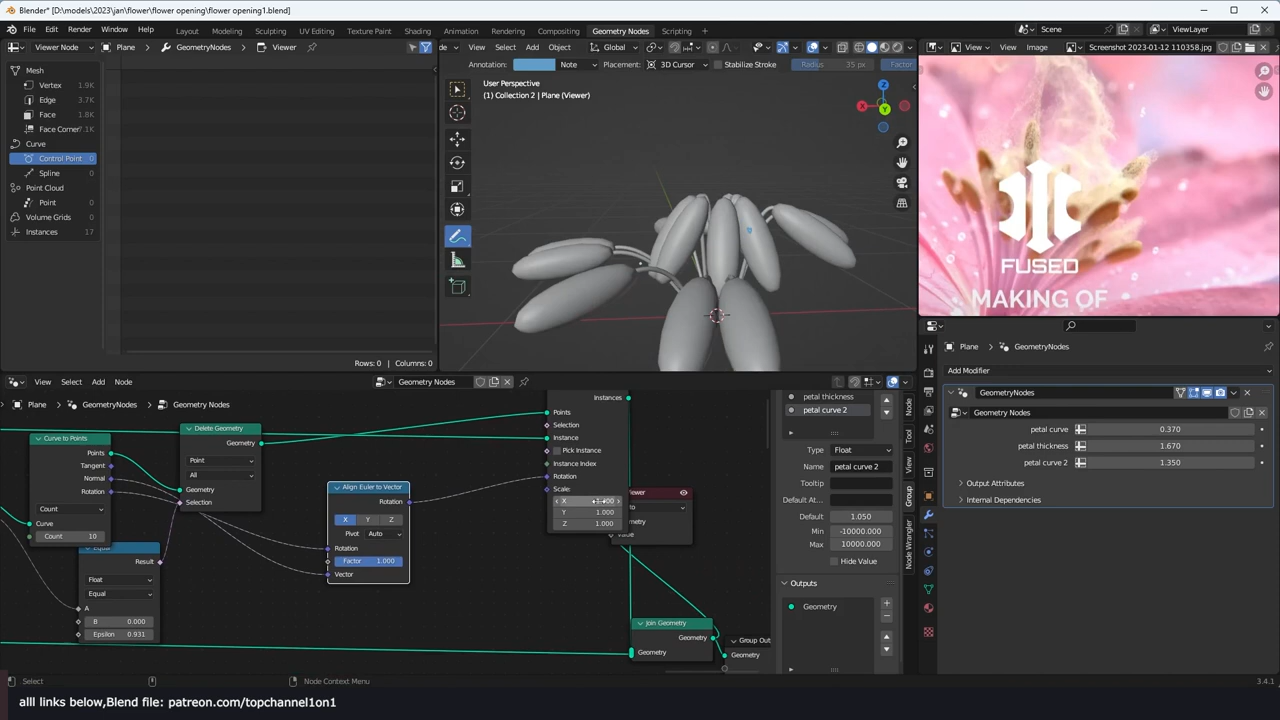 Blender* [D:\models\2023\jan\flower\flower opening\flower opening1.blend]
File Edit Render Window Help Layout Modeling Sculpting UV Editing Texture Paint Shading Animation Rendering Compositing Geometry Nodes Scripting Scene ViewLayer
Viewer Node Plane GeometryNodes Viewer
View Select Add Object Global
View Image Screenshot 2023-01-12 110358.jpg
Annotation: Note Placement: 3D Cursor Stabilize Stroke Radius 35 px Factor
Mesh
Vertex 1.9K
Edge 3.7K
Face 1.8K
Face Corner 7.1K
Curve
Control Point 0
Spline 0
Point Cloud
Point 0
Volume Grids
Instances 17
User Perspective
(1) Collection 2 | Plane (Viewer)
FUSED
MAKING OF
Rows: 0 | Columns: 0
View Select Add Node Geometry Nodes
Plane GeometryNodes Geometry Nodes
Curve to Points
Points
Tangent
Normal
Rotation
Count
Curve
Count 10
Delete Geometry
Geometry
Point
All
Geometry
Selection
Equal
Result
Float
Equal
A
B 0.000
Epsilon 0.931
Align Euler to Vector
Rotation
X Y Z
Pivot Auto
Rotation
Factor 1.000
Vector
Instances
Points
Selection
Instance
Pick Instance
Instance Index
Rotation
Scale:
X
Y 1.000
Z 1.000
Join Geometry
Geometry
Geometry
Group Out
Geometry
petal thickness
petal curve 2
Type Float
Name petal curve 2
Tooltip
Default At...
Default 1.050
Min -10000.000
Max 10000.000
Hide Value
Outputs
Geometry
Node
Tool
View
Group
Node Wrangler
Plane GeometryNodes
Add Modifier
GeometryNodes
Geometry Nodes
petal curve 0.370
petal thickness 1.670
petal curve 2 1.350
Output Attributes
Internal Dependencies
Select Node Context Menu 3.4.1
alll links below,Blend file: patreon.com/topchannel1on1